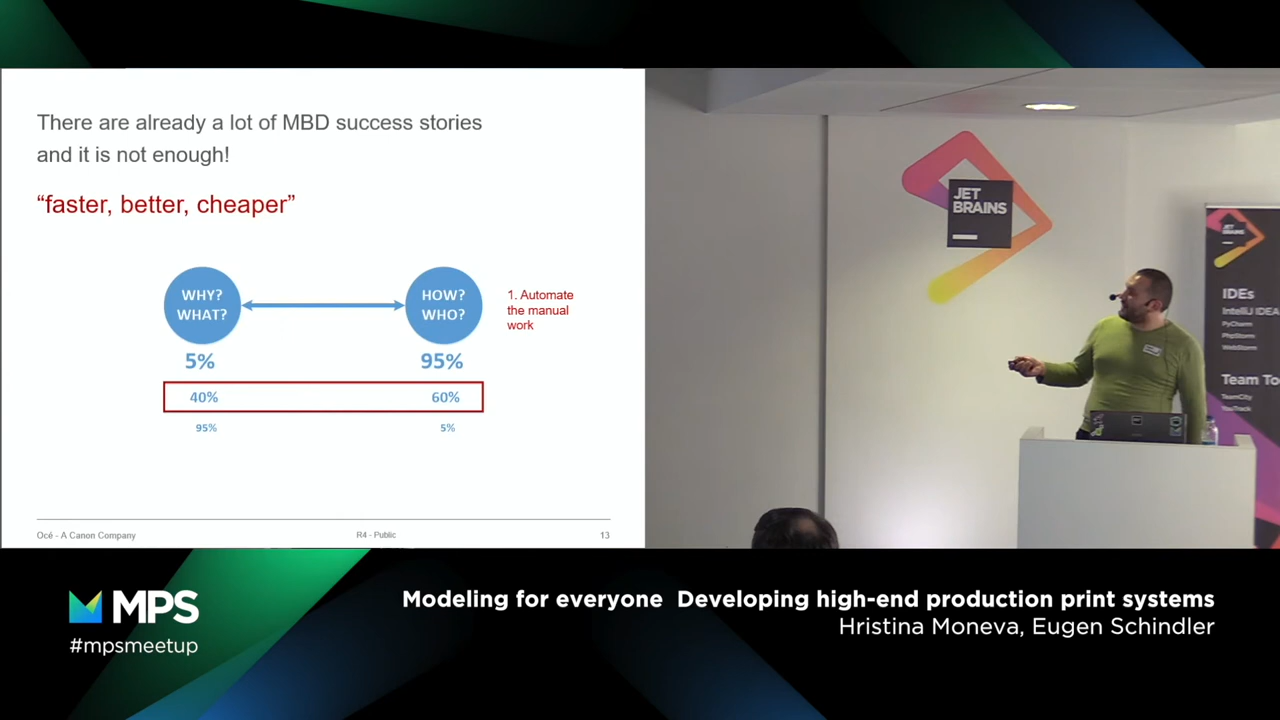 There are already a lot of MBD success stories
and it is not enough!
“faster, better, cheaper”
WHY?
WHAT?
HOW?
WHO?
1. Automate
the manual
work
5%
95%
40%
60%
95%
5%
Océ - A Canon Company
R4 - Public
13
JET
BRAINS
JET
BRAINS
IDEs
IntelliJ IDEA
PyCharm
PhpStorm
WebStorm
Team To
TeamCity
YouTrack
MPS
#mpsmeetup
Modeling for everyone Developing high-end production print systems
Hristina Moneva, Eugen Schindler